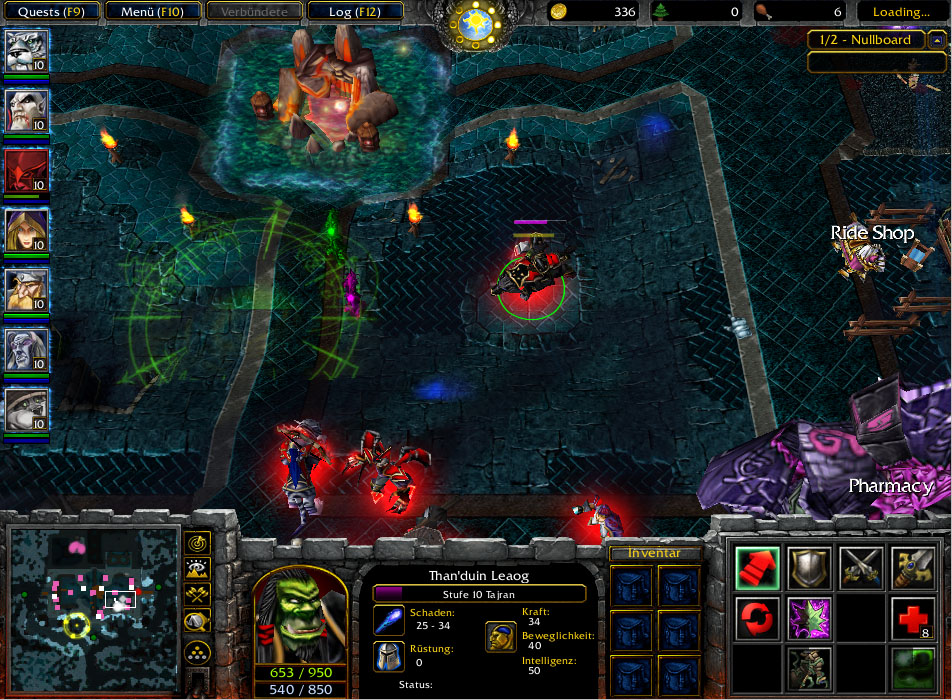 Quests (F9) Menü (F10) Verbündete Log (F12) 336 0 6 Loading...
1/2 - Nullboard
10
10
10
10
10
10
10
Ride Shop
Pharmacy
Inventar
Than'duin Leaog
Stufe 10 Tajran
Schaden:
25 - 34
Rüstung:
0
Status:
Kraft:
34
Beweglichkeit:
40
Intelligenz:
50
653 / 950
540 / 850
8